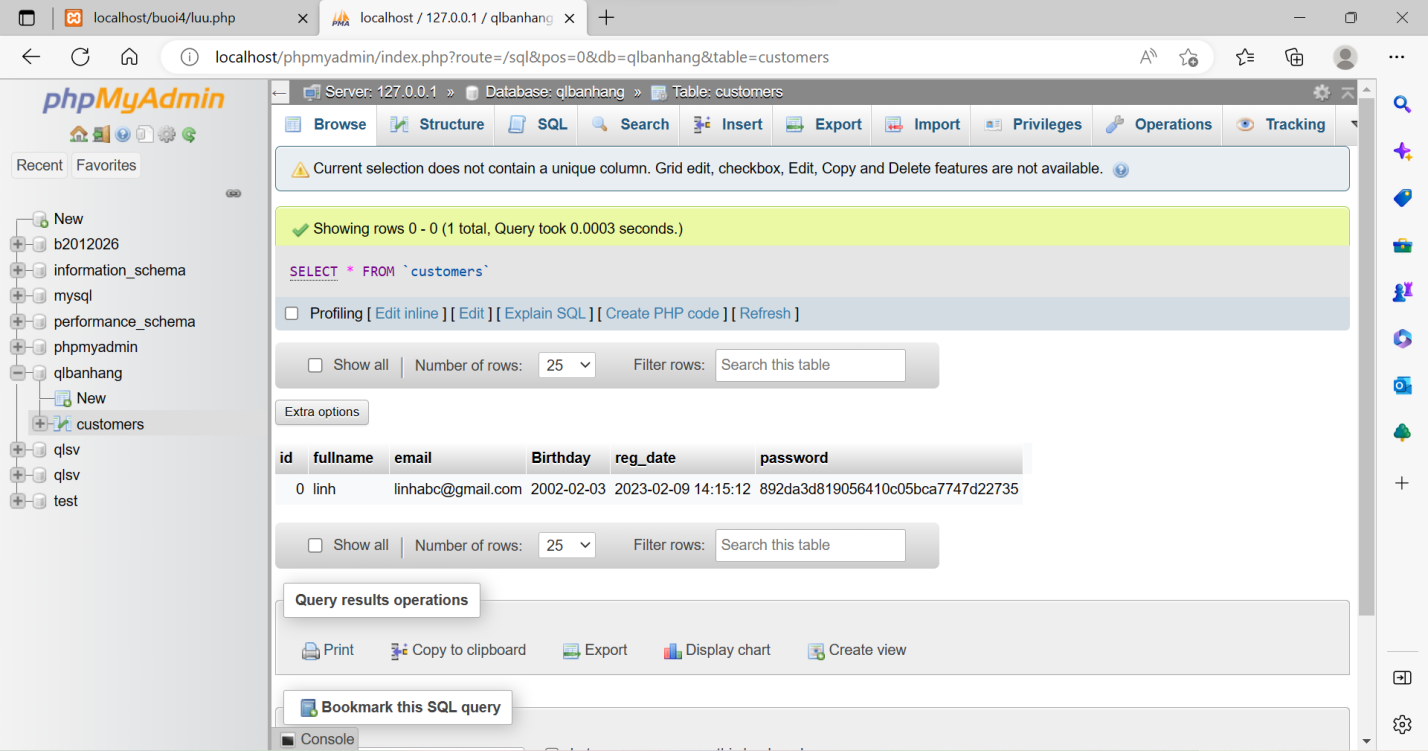 localhost/buoi4/luu.php
localhost / 127.0.0.1 / qlbanhang
localhost/phpmyadmin/index.php?route=/sql&pos=0&db=qlbanhang&table=customers
phpMyAdmin
Recent Favorites
New
b2012026
information_schema
mysql
performance_schema
phpmyadmin
qlbanhang
New
customers
qlsv
qlsv
test
Server: 127.0.0.1 » Database: qlbanhang » Table: customers
Browse Structure SQL Search Insert Export Import Privileges Operations Tracking
Current selection does not contain a unique column. Grid edit, checkbox, Edit, Copy and Delete features are not available.
Showing rows 0 - 0 (1 total, Query took 0.0003 seconds.)
SELECT * FROM `customers`
Profiling [ Edit inline ] [ Edit ] [ Explain SQL ] [ Create PHP code ] [ Refresh ]
Show all Number of rows: 25 Filter rows: Search this table
Extra options
id fullname email Birthday reg_date password
0 linh linhabc@gmail.com 2002-02-03 2023-02-09 14:15:12 892da3d819056410c05bca7747d22735
Show all Number of rows: 25 Filter rows: Search this table
Query results operations
Print Copy to clipboard Export Display chart Create view
Bookmark this SQL query
Console